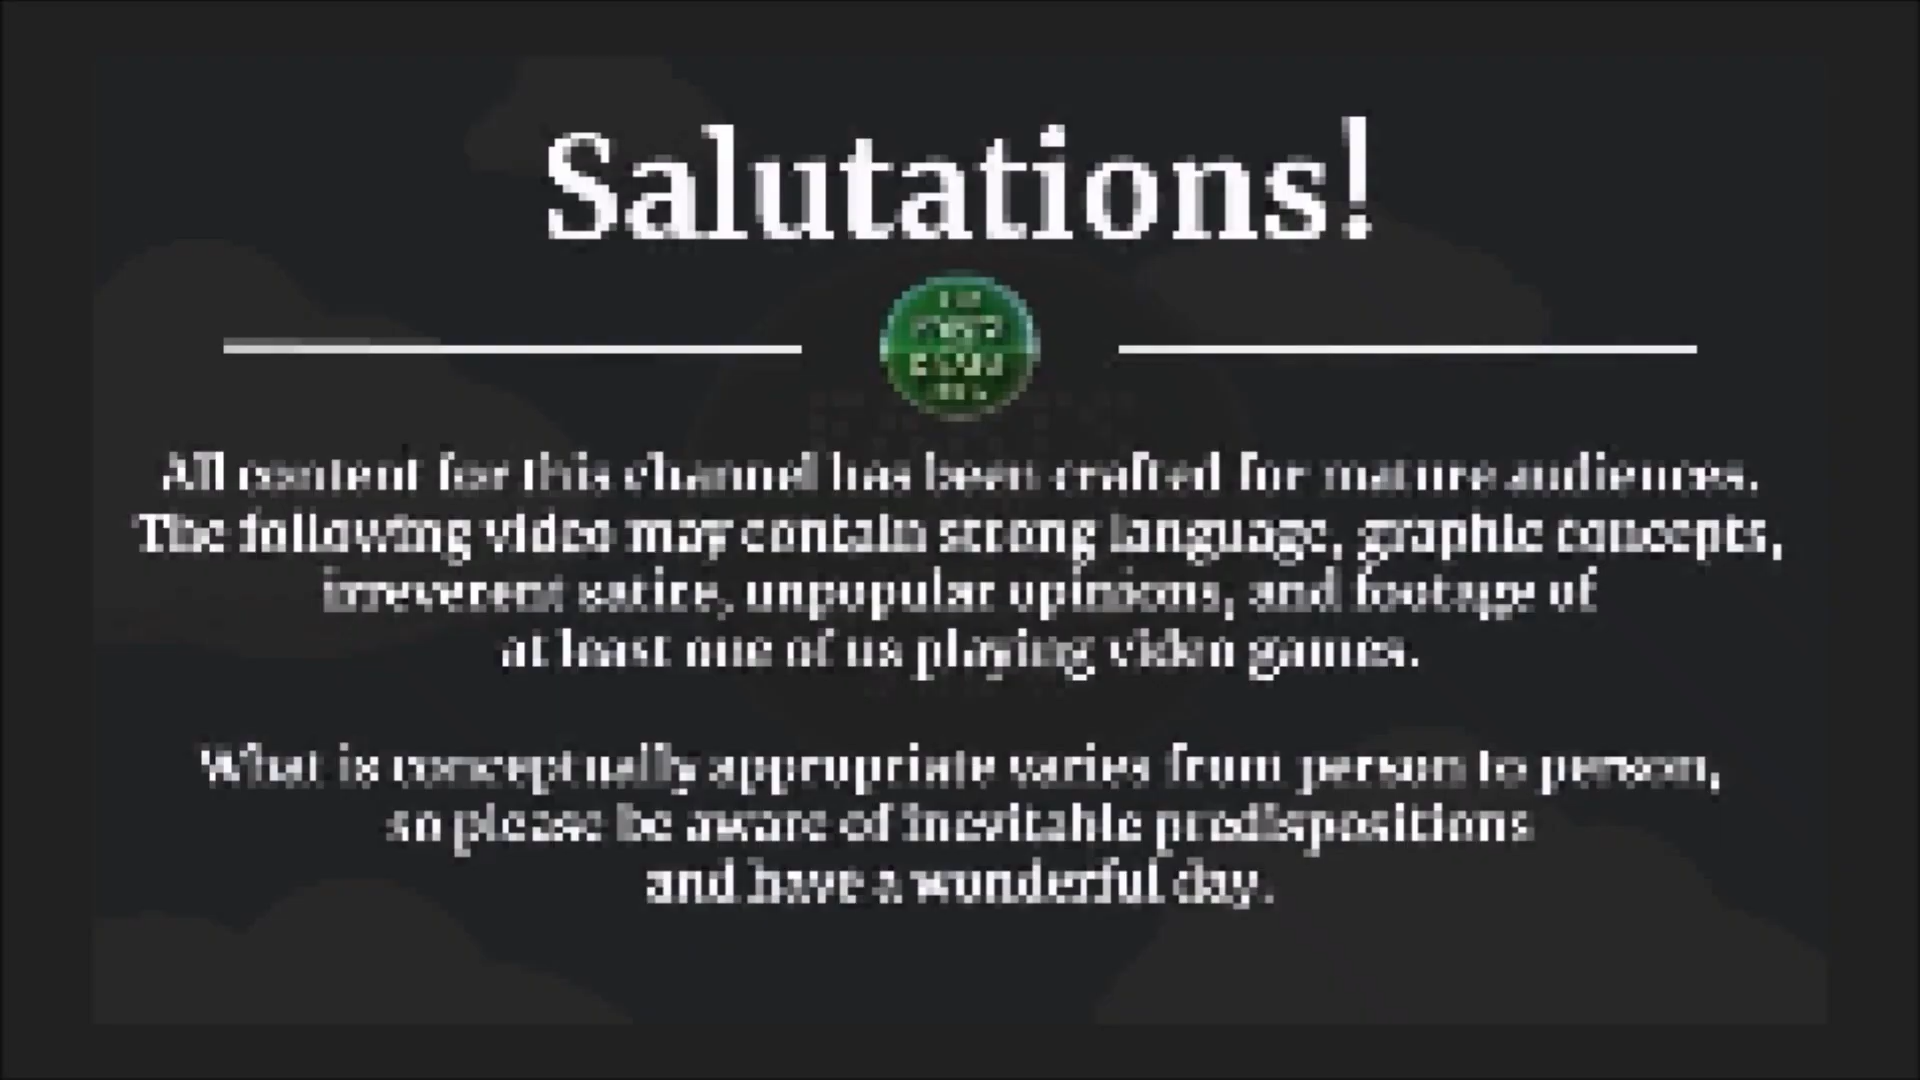 Salutations!
All content for this channel has been crafted for mature audiences.
The following video may contain strong language, graphic concepts,
irreverent satire, unpopular opinions, and footage of
at least one of us playing video games.
What is conceptually appropriate varies from person to person,
so please be aware of inevitable predispositions
and have a wonderful day.